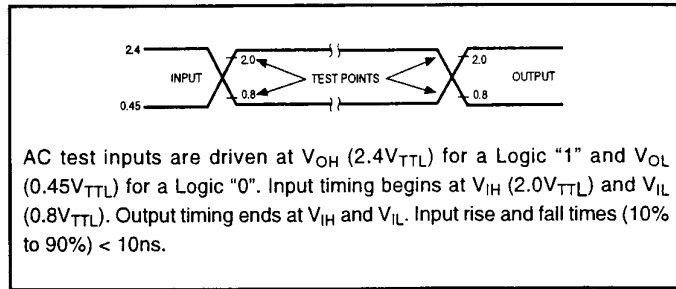 2.4
2.0
2.0
INPUT
TEST POINTS
OUTPUT
0.8
0.8
0.45
AC test inputs are driven at VOH (2.4VTTL) for a Logic “1” and VOL
(0.45VTTL) for a Logic “0”. Input timing begins at VIH (2.0VTTL) and VIL
(0.8VTTL). Output timing ends at VIH and VIL. Input rise and fall times (10%
to 90%) < 10ns.